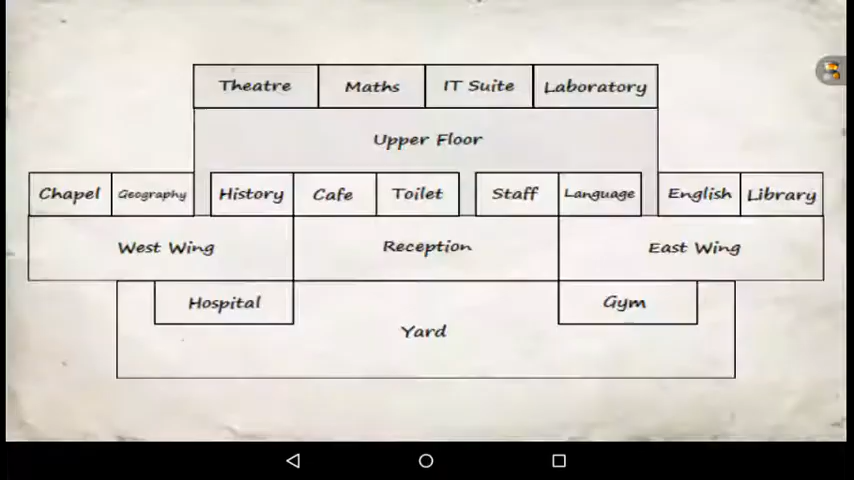 Theatre Maths IT Suite Laboratory
Upper Floor
Chapel Geography History Cafe Toilet Staff Language English Library
West Wing Reception East Wing
Hospital Gym
Yard